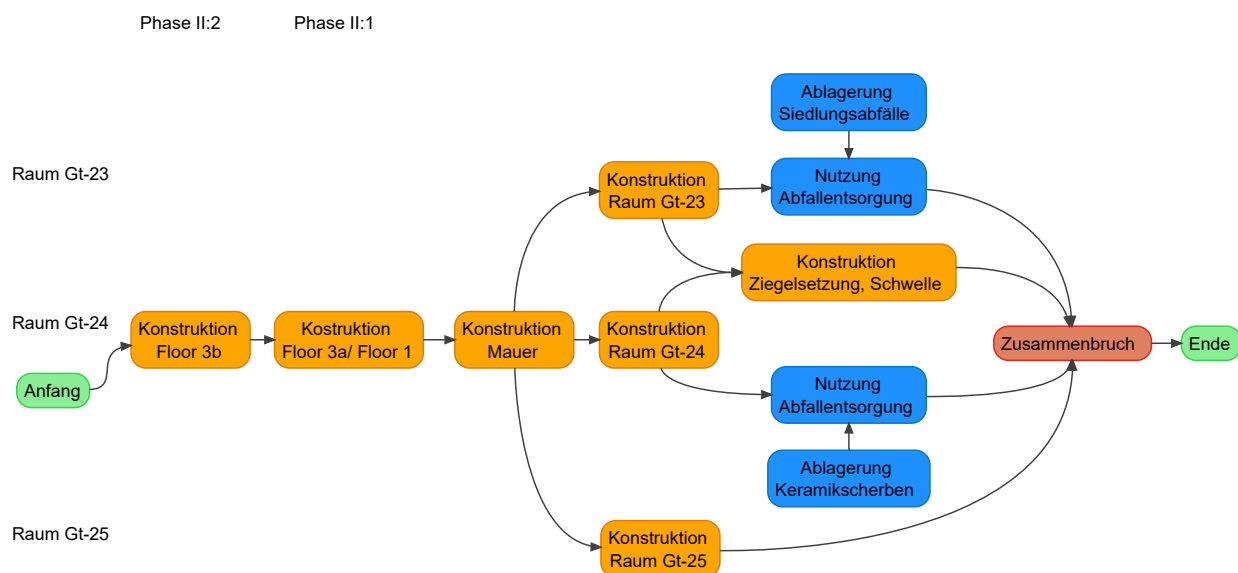 Phase II:2
Phase II:1
Ablagerung
Siedlungsabfälle
Raum Gt-23
Konstruktion
Raum Gt-23
Nutzung
Abfallentsorgung
Konstruktion
Ziegelsetzung, Schwelle
Raum Gt-24
Konstruktion
Floor 3b
Kostruktion
Floor 3a/ Floor 1
Konstruktion
Mauer
Konstruktion
Raum Gt-24
Zusammenbruch
Ende
Anfang
Nutzung
Abfallentsorgung
Ablagerung
Keramikscherben
Raum Gt-25
Konstruktion
Raum Gt-25